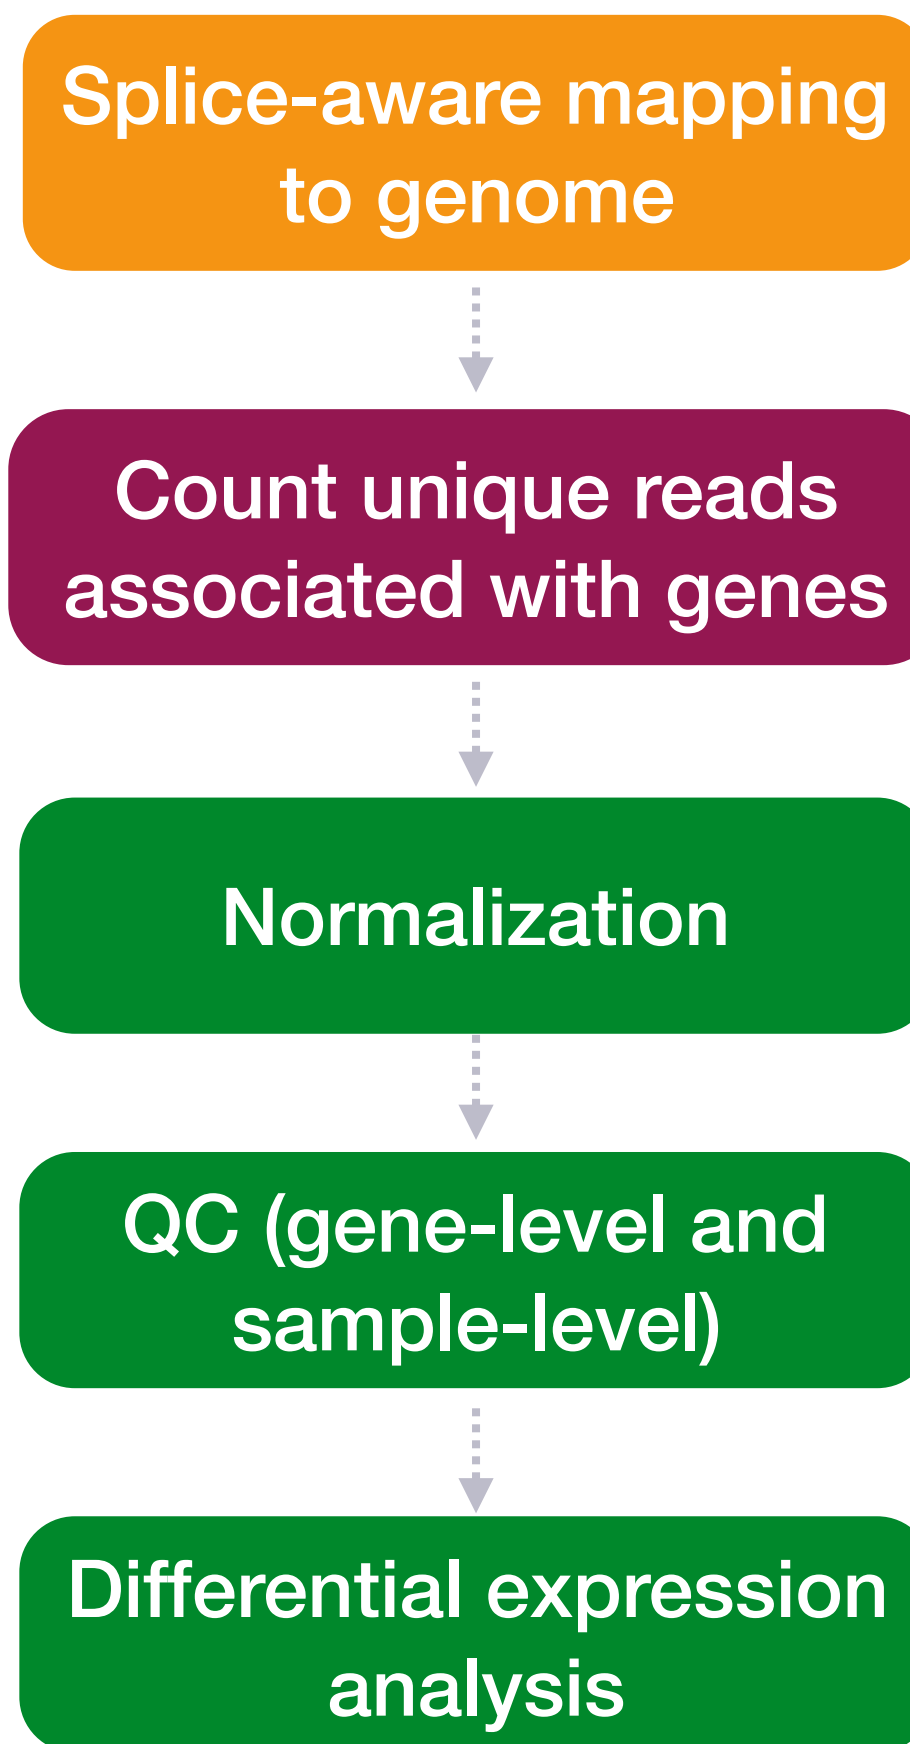 Splice-aware mapping
to genome
Count unique reads
associated with genes
Normalization
QC (gene-level and
sample-level)
Differential expression
analysis